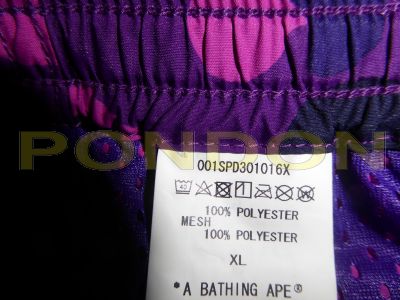 PONDON
001SPD301016X
100% POLYESTER
MESH
100% POLYESTER
XL
*A BATHING APE®